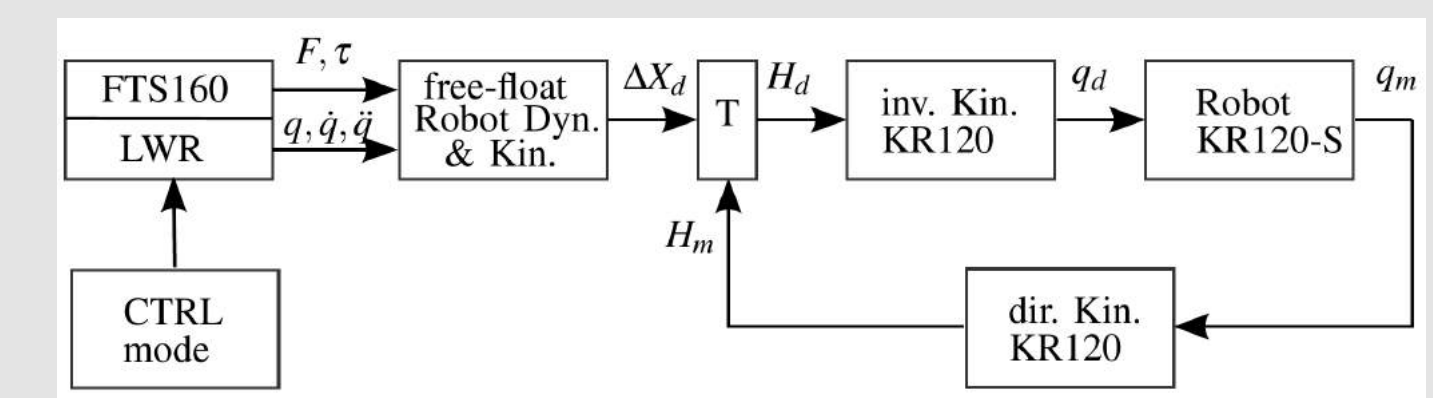 F, τ
FTS160
LWR
q, q̇, q̈
free-float
Robot Dyn.
& Kin.
ΔX_d
T
H_d
inv. Kin.
KR120
q_d
Robot
KR120-S
q_m
H_m
CTRL
mode
dir. Kin.
KR120